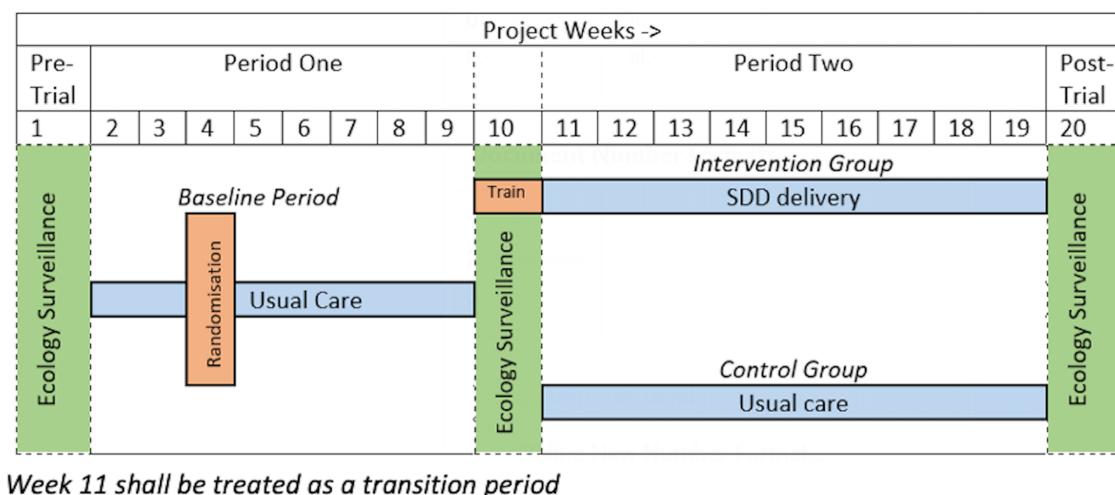 Project Weeks ->
Pre-
Trial
Period One
Period Two
Post-
Trial
1 2 3 4 5 6 7 8 9 10 11 12 13 14 15 16 17 18 19 20
Ecology Surveillance
Baseline Period
Randomisation
Usual Care
Train
Ecology Surveillance
Intervention Group
SDD delivery
Control Group
Usual care
Ecology Surveillance
Week 11 shall be treated as a transition period